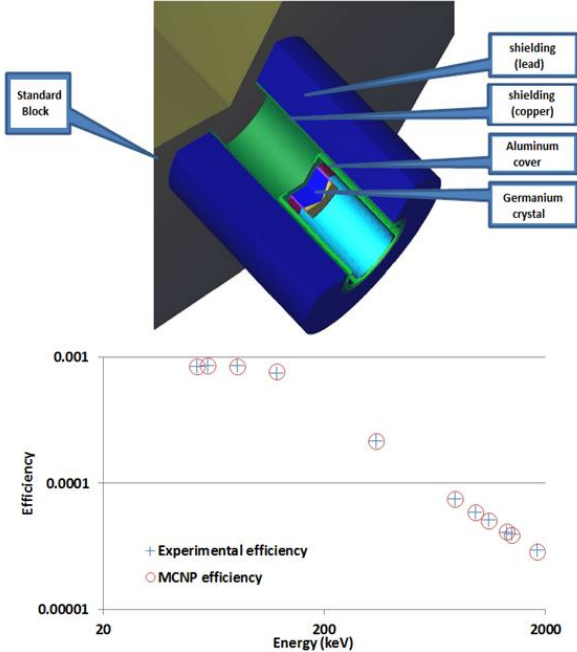 shielding
(lead)
Standard
Block
shielding
(copper)
Aluminum
cover
Germanium
crystal
0.001
0.0001
0.00001
Efficiency
Experimental efficiency
MCNP efficiency
20
200
2000
Energy (keV)